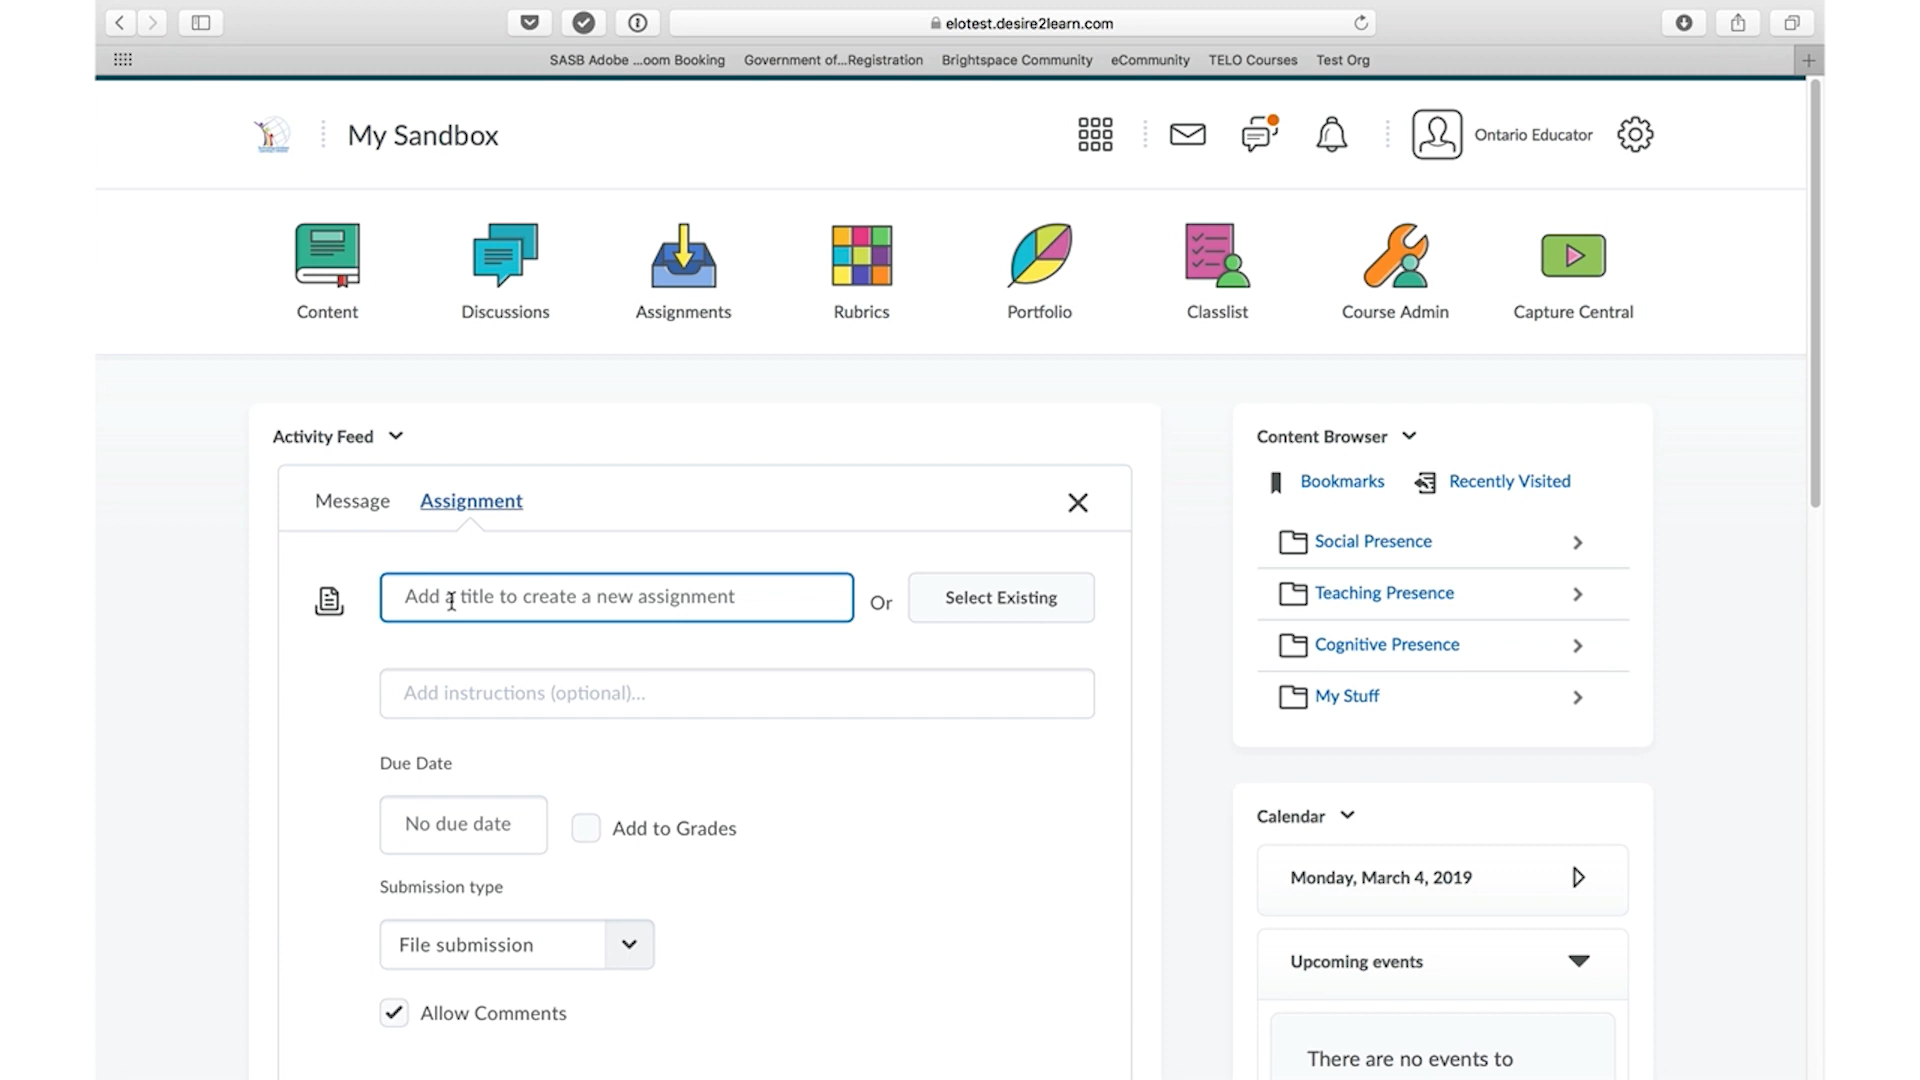 elotest.desire2learn.com
SASB Adobe ...oom Booking Government of...Registration Brightspace Community eCommunity TELO Courses Test Org
My Sandbox
Ontario Educator
Content Discussions Assignments Rubrics Portfolio Classlist Course Admin Capture Central
Activity Feed
Message Assignment
Add a title to create a new assignment
Or
Select Existing
Add instructions (optional)...
Due Date
No due date
Add to Grades
Submission type
File submission
Allow Comments
Content Browser
Bookmarks Recently Visited
Social Presence
Teaching Presence
Cognitive Presence
My Stuff
Calendar
Monday, March 4, 2019
Upcoming events
There are no events to